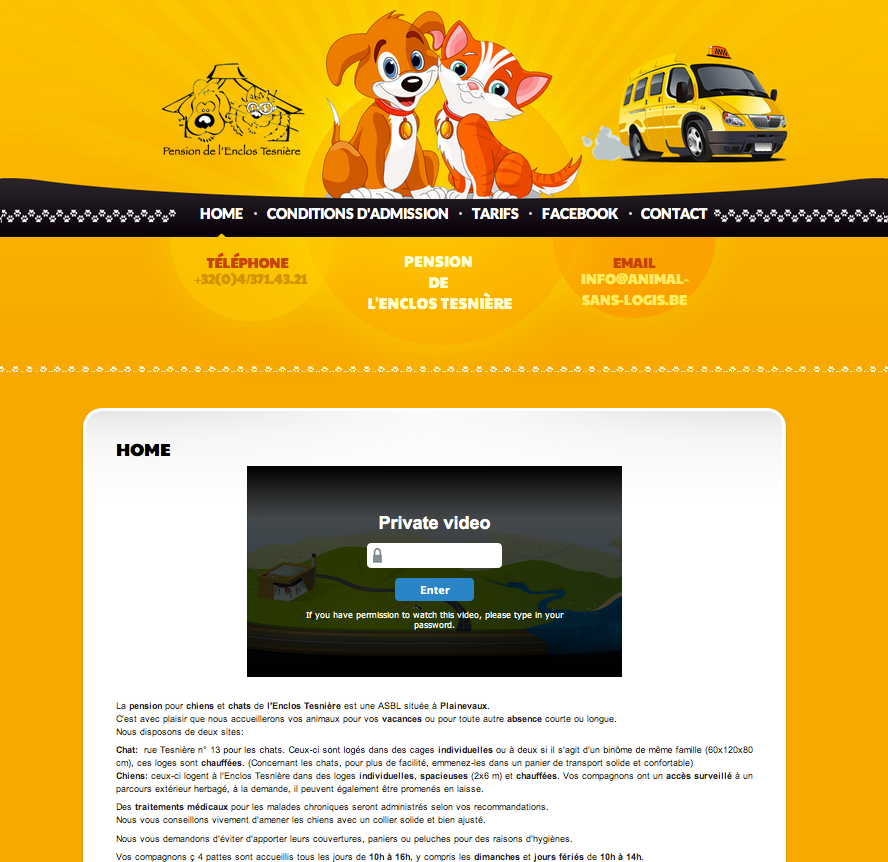 Pension de l'Enclos Tesnière
HOME • CONDITIONS D'ADMISSION • TARIFS • FACEBOOK • CONTACT
TÉLÉPHONE
+32(0)4/371.43.21
PENSION
DE
L'ENCLOS TESNIÈRE
EMAIL
INFO@ANIMAL-
SANS-LOGIS.BE
HOME
Private video
Enter
If you have permission to watch this video, please type in your
password.
La pension pour chiens et chats de l'Enclos Tesnière est une ASBL située à Plainevaux.
C'est avec plaisir que nous accueillerons vos animaux pour vos vacances ou pour toute autre absence courte ou longue.
Nous disposons de deux sites:
Chat: rue Tesnière n° 13 pour les chats. Ceux-ci sont logés dans des cages individuelles ou à deux si il s'agit d'un binôme de même famille (60x120x80
cm), ces loges sont chauffées. (Concernant les chats, pour plus de facilité, emmenez-les dans un panier de transport solide et confortable)
Chiens: ceux-ci logent à l'Enclos Tesnière dans des loges individuelles, spacieuses (2x6 m) et chauffées. Vos compagnons ont un accès surveillé à un
parcours extérieur herbagé, à la demande, il peuvent également être promenés en laisse.
Des traitements médicaux pour les malades chroniques seront administrés selon vos recommandations.
Nous vous conseillons vivement d'amener les chiens avec un collier solide et bien ajusté.
Nous vous demandons d'éviter d'apporter leurs couvertures, paniers ou peluches pour des raisons d'hygiènes.
Vos compagnons ç 4 pattes sont accueillis tous les jours de 10h à 16h, y compris les dimanches et jours fériés de 10h à 14h.